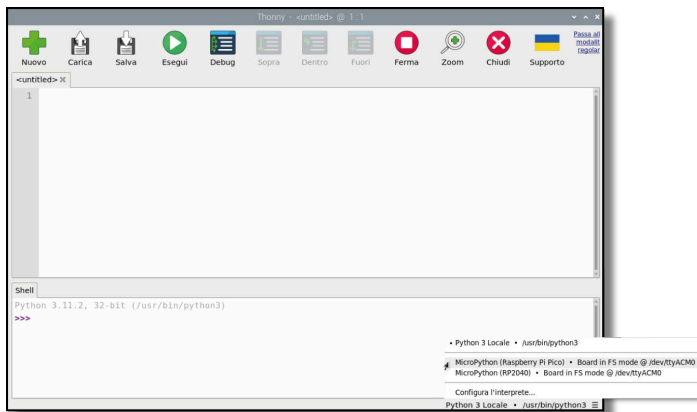 Thonny - <untitled> @ 1 : 1
Passa all
modalit
regolar
Nuovo Carica Salva Esegui Debug Sopra Dentro Fuori Ferma Zoom Chiudi Supporto
<untitled>
1
Shell
Python 3.11.2, 32-bit (/usr/bin/python3)
>>>
• Python 3 Locale • /usr/bin/python3
MicroPython (Raspberry Pi Pico) • Board in FS mode @ /dev/ttyACM0
MicroPython (RP2040) • Board in FS mode @ /dev/ttyACM0
Configura l'interprete...
Python 3 Locale • /usr/bin/python3 ☰